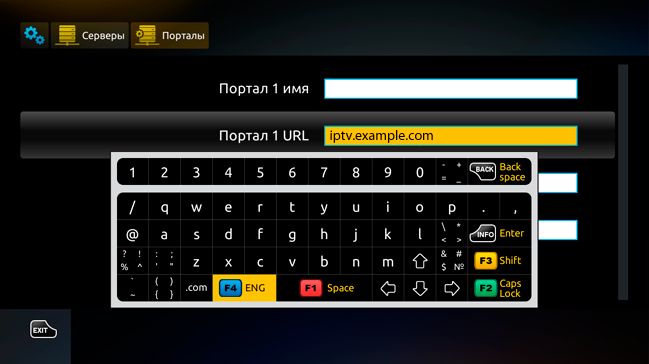 Серверы Порталы
Портал 1 имя
Портал 1 URL iptv.example.com
1 2 3 4 5 6 7 8 9 0 - + = _ BACK Back space
/ q w e r t y u i o p . ,
@ a s d f g h j k l \ * < > INFO Enter
? ! % ^ : ; ' " z x c v b n m & # $ № F3 Shift
` ~ ( ) { } .com F4 ENG F1 Space F2 Caps Lock
EXIT